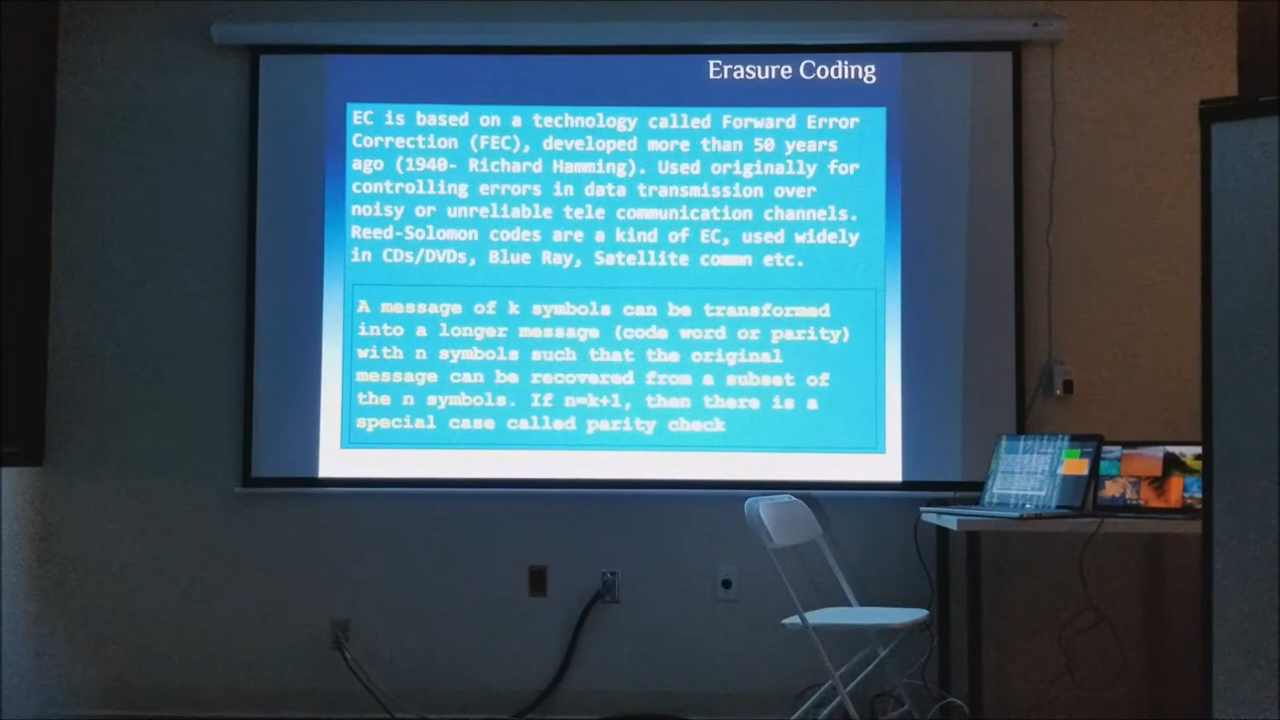 Erasure Coding
EC is based on a technology called Forward Error
Correction (FEC), developed more than 50 years
ago (1940- Richard Hamming). Used originally for
controlling errors in data transmission over
noisy or unreliable tele communication channels.
Reed-Solomon codes are a kind of EC, used widely
in CDs/DVDs, Blue Ray, Satellite commn etc.
A message of k symbols can be transformed
into a longer message (code word or parity)
with n symbols such that the original
message can be recovered from a subset of
the n symbols. If n=k+1, then there is a
special case called parity check